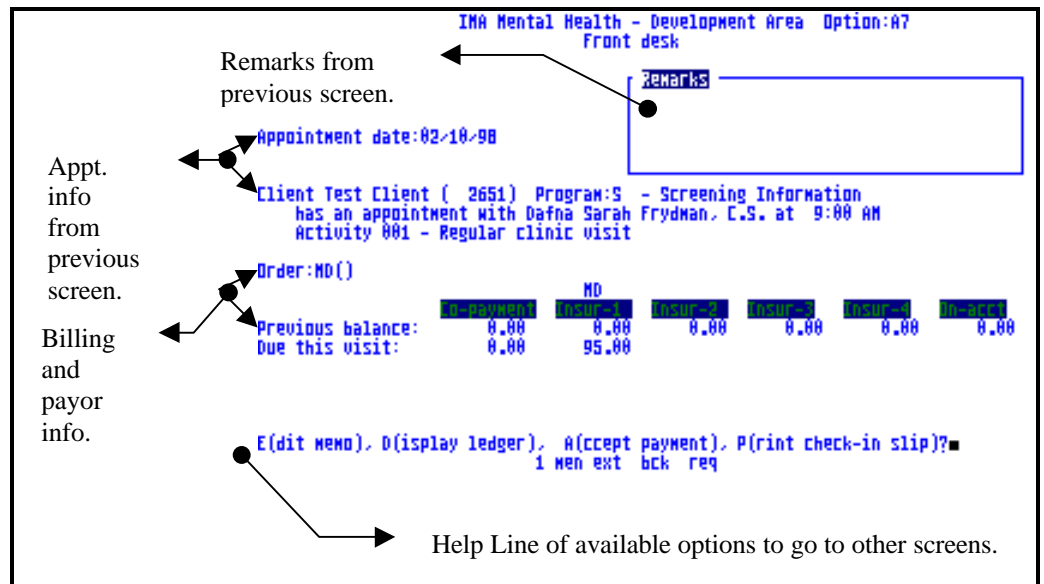 IMA Mental Health - Development Area Option:A7
Front desk
Remarks from
previous screen.
Remarks
Appointment date:02/10/98
Appt.
info
from
previous
screen.
Client Test Client ( 2651) Program:S - Screening Information
has an appointment with Dafna Sarah Frydman, C.S. at 9:00 AM
Activity 001 - Regular clinic visit
Order:MD()
MD
Co-payment Insur-1 Insur-2 Insur-3 Insur-4 On-acct
Previous balance: 0.00 0.00 0.00 0.00 0.00 0.00
Due this visit: 0.00 95.00
Billing
and
payor
info.
E(dit memo), D(isplay ledger), A(ccept payment), P(rint check-in slip)?
1 men ext bck req
Help Line of available options to go to other screens.